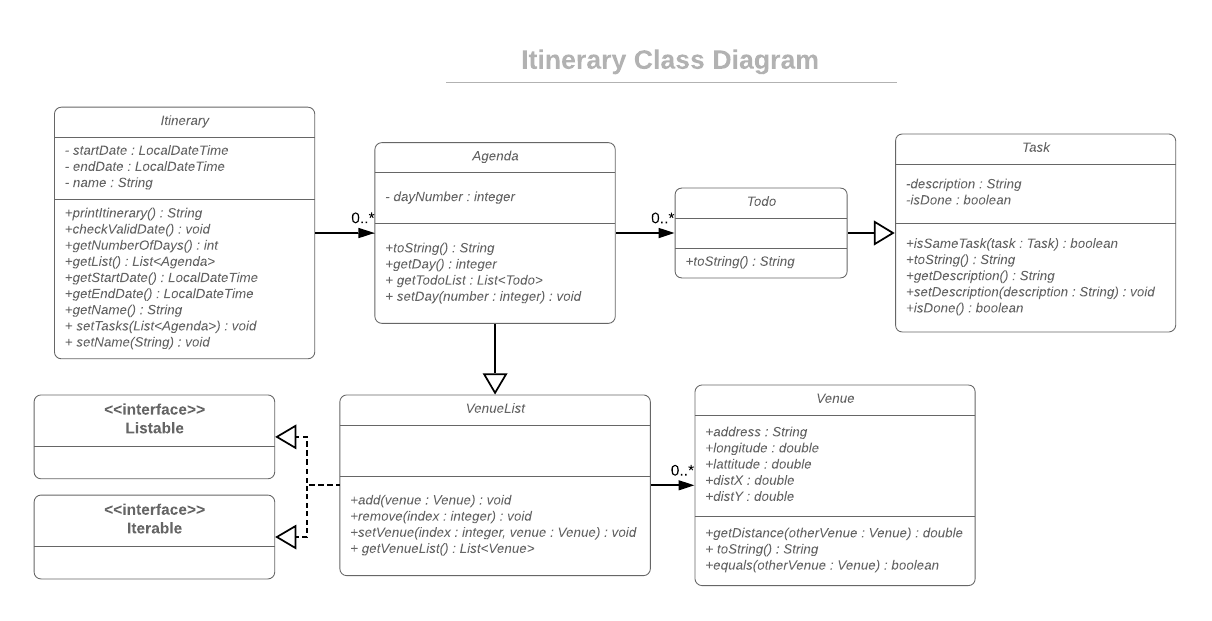 Itinerary Class Diagram
Itinerary
- startDate : LocalDateTime
- endDate : LocalDateTime
- name : String
+printItinerary() : String
+checkValidDate() : void
+getNumberOfDays() : int
+getList() : List<Agenda>
+getStartDate() : LocalDateTime
+getEndDate() : LocalDateTime
+getName() : String
+ setTasks(List<Agenda>) : void
+ setName(String) : void
0..*
Agenda
- dayNumber : integer
+toString() : String
+getDay() : integer
+ getTodoList : List<Todo>
+ setDay(number : integer) : void
0..*
Todo
+toString() : String
Task
-description : String
-isDone : boolean
+isSameTask(task : Task) : boolean
+toString() : String
+getDescription() : String
+setDescription(description : String) : void
+isDone() : boolean
<<interface>>
Listable
<<interface>>
Iterable
VenueList
+add(venue : Venue) : void
+remove(index : integer) : void
+setVenue(index : integer, venue : Venue) : void
+ getVenueList() : List<Venue>
0..*
Venue
+address : String
+longitude : double
+lattitude : double
+distX : double
+distY : double
+getDistance(otherVenue : Venue) : double
+ toString() : String
+equals(otherVenue : Venue) : boolean